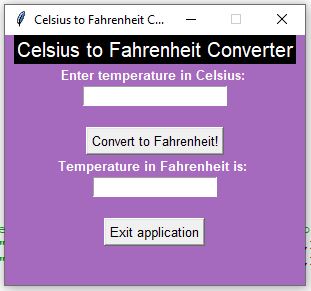 Celsius to Fahrenheit C...
Celsius to Fahrenheit Converter
Enter temperature in Celsius:
Convert to Fahrenheit!
Temperature in Fahrenheit is:
Exit application